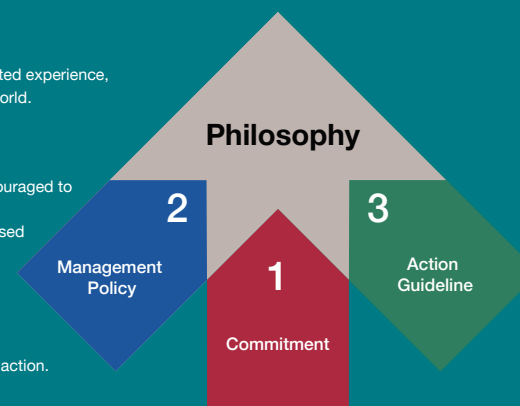 ted experience,
orld.
Philosophy
ouraged to
2
3
sed
Management
Policy
1
Action
Guideline
Commitment
action.